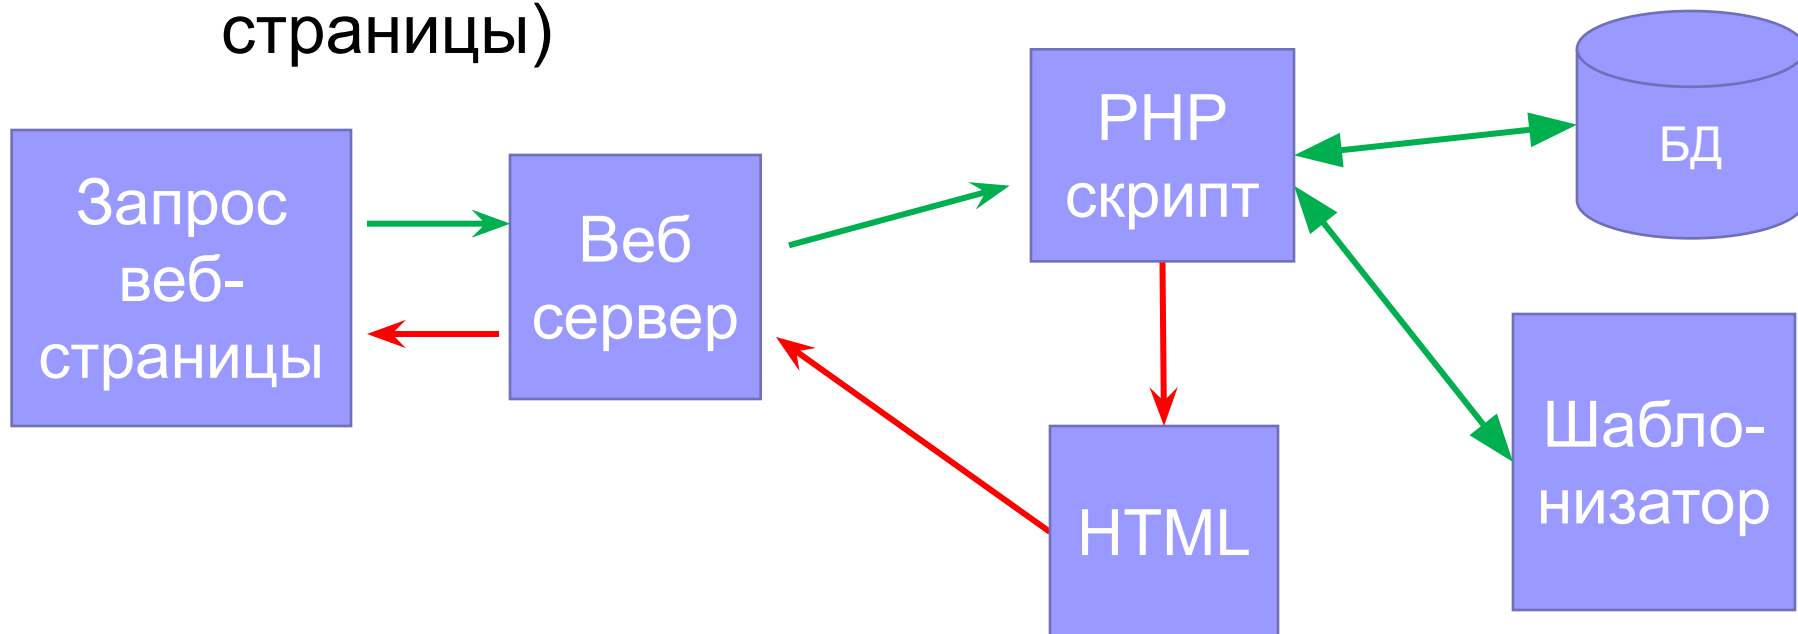 страницы)
Запрос
веб-
страницы
Веб
сервер
PHP
скрипт
БД
HTML
Шабло-
низатор